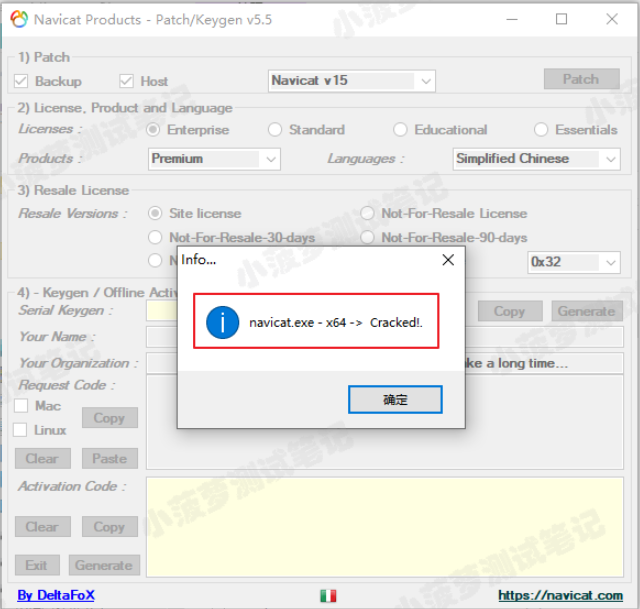 Navicat Products - Patch/Keygen v5.5
1) Patch
Backup Host Navicat v15 Patch
2) License, Product and Language
Licenses : Enterprise Standard Educational Essentials
Products : Premium Languages : Simplified Chinese
3) Resale License
Resale Versions : Site license Not-For-Resale License
Not-For-Resale-30-days Not-For-Resale-90-days
0x32
Info...
navicat.exe - x64 -> Cracked!.
确定
4) - Keygen / Offline Activ
Serial Keygen : Copy Generate
Your Name :
Your Organization : ke a long time...
Request Code :
Mac
Copy
Linux
Clear Paste
Activation Code :
Clear Copy
Exit Generate
By DeltaFoX https://navicat.com
小菠萝测试笔记